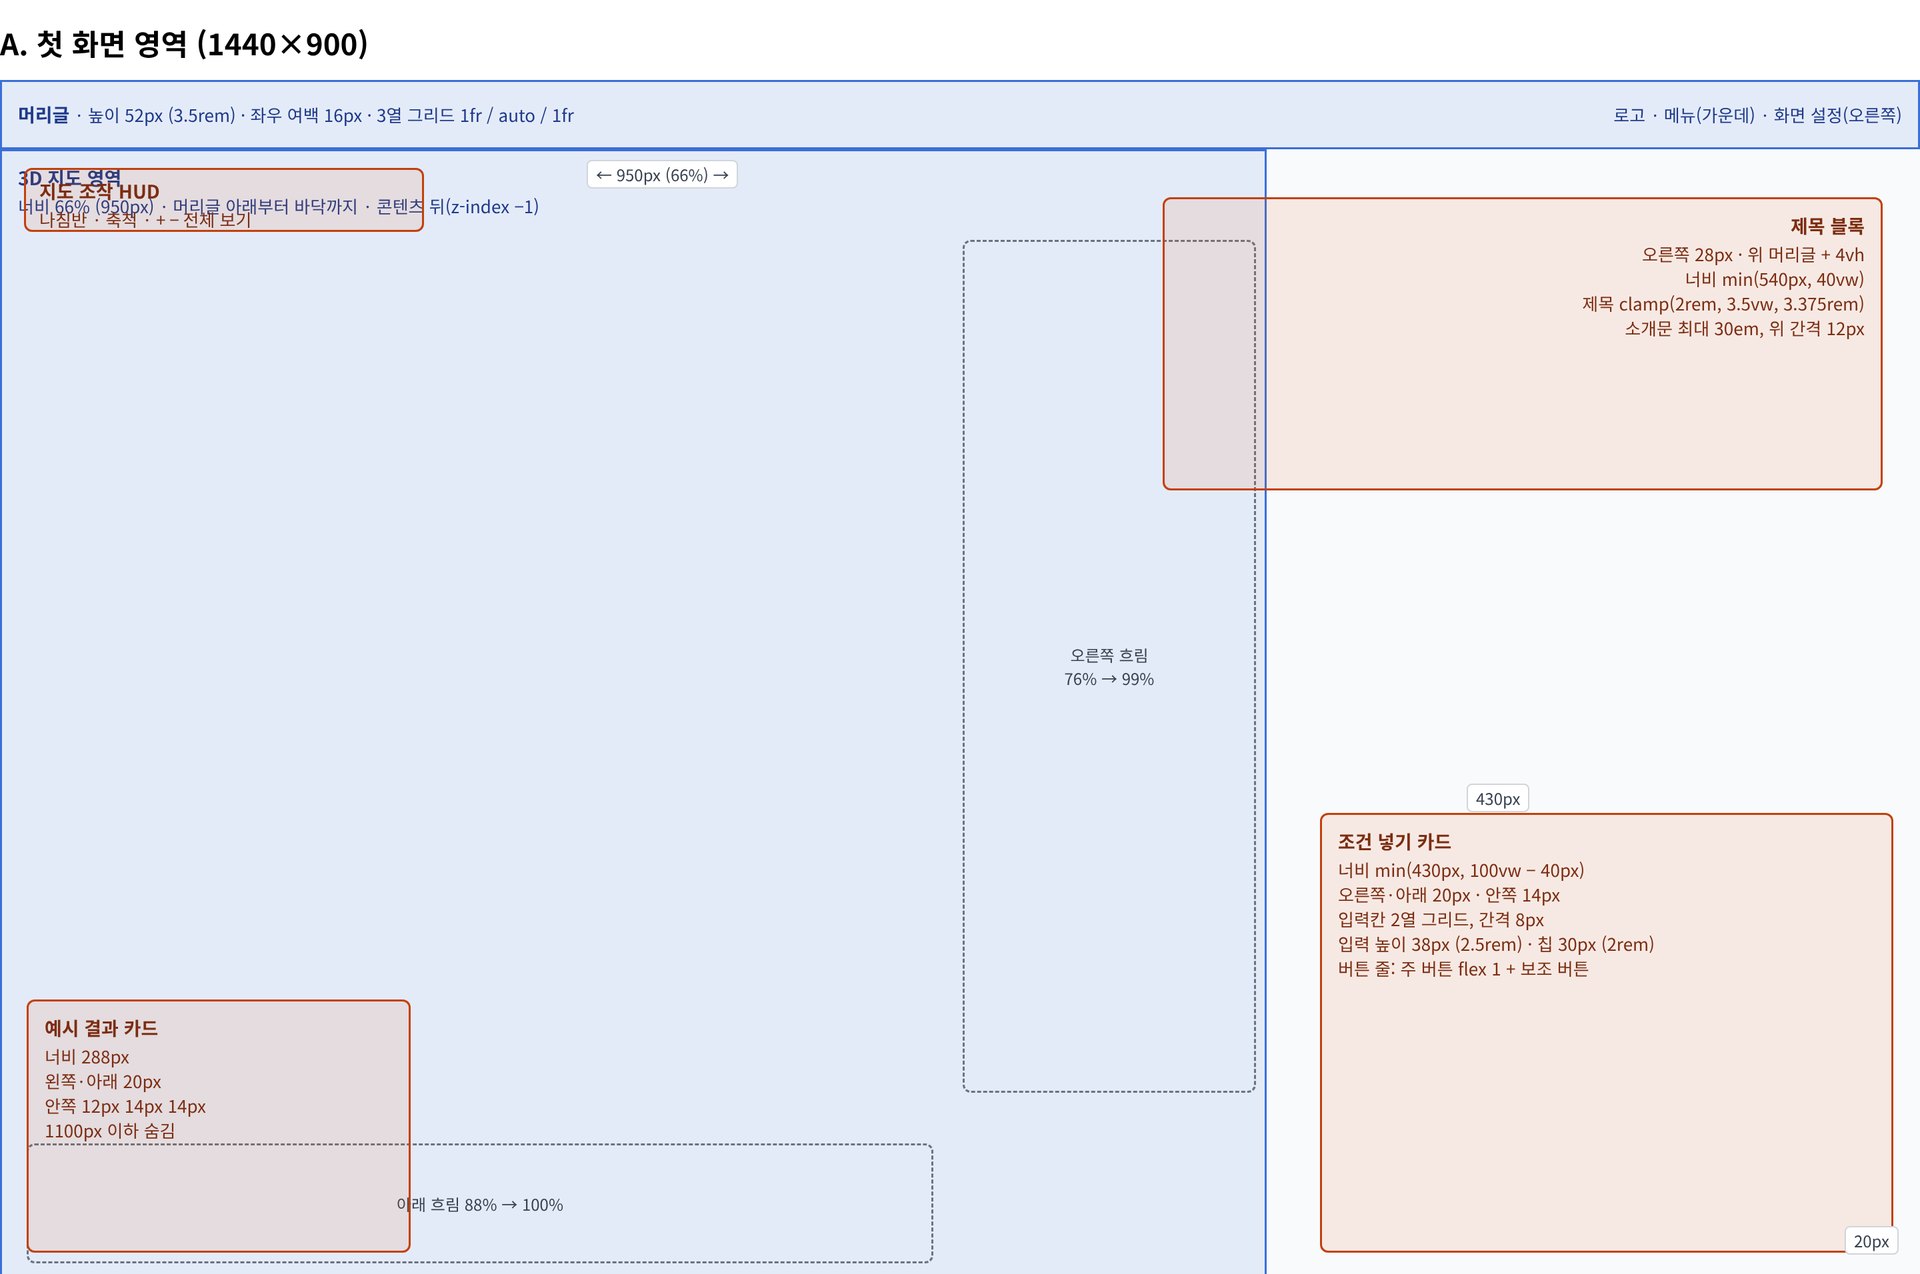 A. 첫 화면 영역 (1440×900)
머리글 · 높이 52px (3.5rem) · 좌우 여백 16px · 3열 그리드 1fr / auto / 1fr
로고 · 메뉴(가운데) · 화면 설정(오른쪽)
3D 지도 영역
너비 66% (950px) · 머리글 아래부터 바닥까지 · 콘텐츠 뒤(z-index −1)
지도 조작 HUD
나침반 · 축척 · + − 전체 보기
← 950px (66%) →
제목 블록
오른쪽 28px · 위 머리글 + 4vh
너비 min(540px, 40vw)
제목 clamp(2rem, 3.5vw, 3.375rem)
소개문 최대 30em, 위 간격 12px
오른쪽 흐림
76% → 99%
430px
조건 넣기 카드
너비 min(430px, 100vw − 40px)
오른쪽·아래 20px · 안쪽 14px
입력칸 2열 그리드, 간격 8px
입력 높이 38px (2.5rem) · 칩 30px (2rem)
버튼 줄: 주 버튼 flex 1 + 보조 버튼
예시 결과 카드
너비 288px
왼쪽·아래 20px
안쪽 12px 14px 14px
1100px 이하 숨김
아래 흐림 88% → 100%
20px